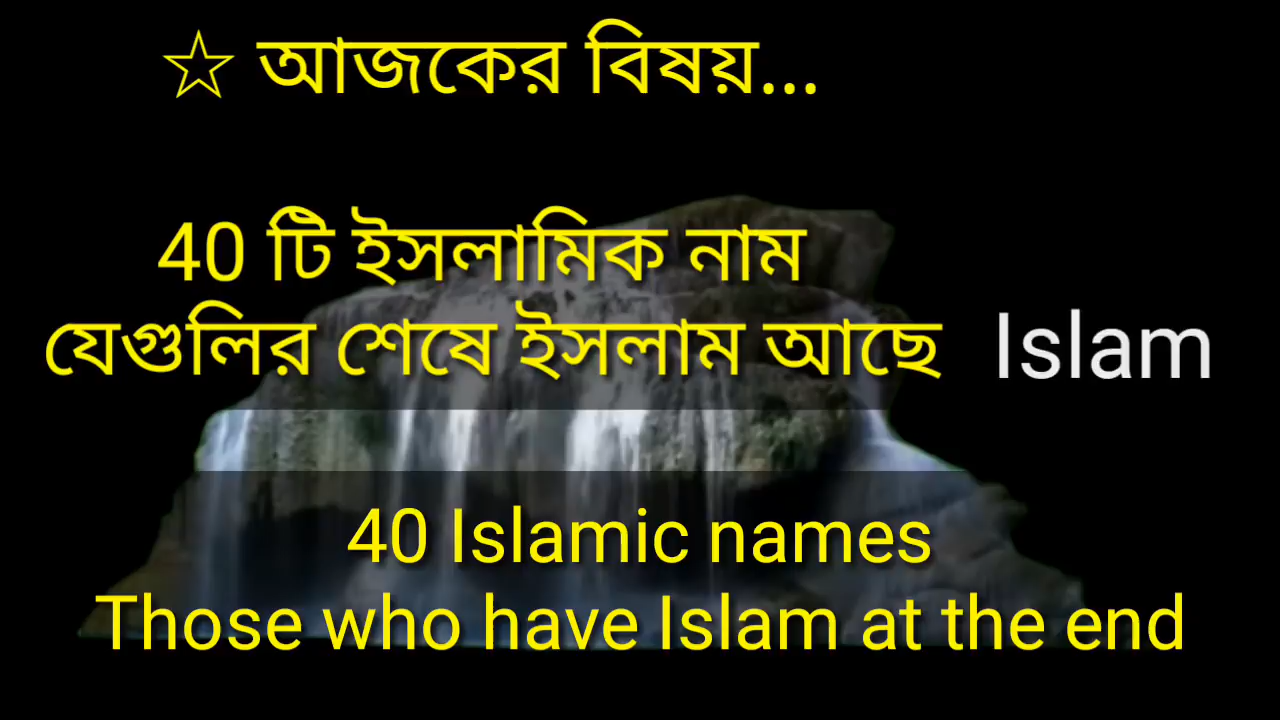 ☆ আজকের বিষয়...
40 টি ইসলামিক নাম
যেগুলির শেষে ইসলাম আছে Islam
40 Islamic names
Those who have Islam at the end